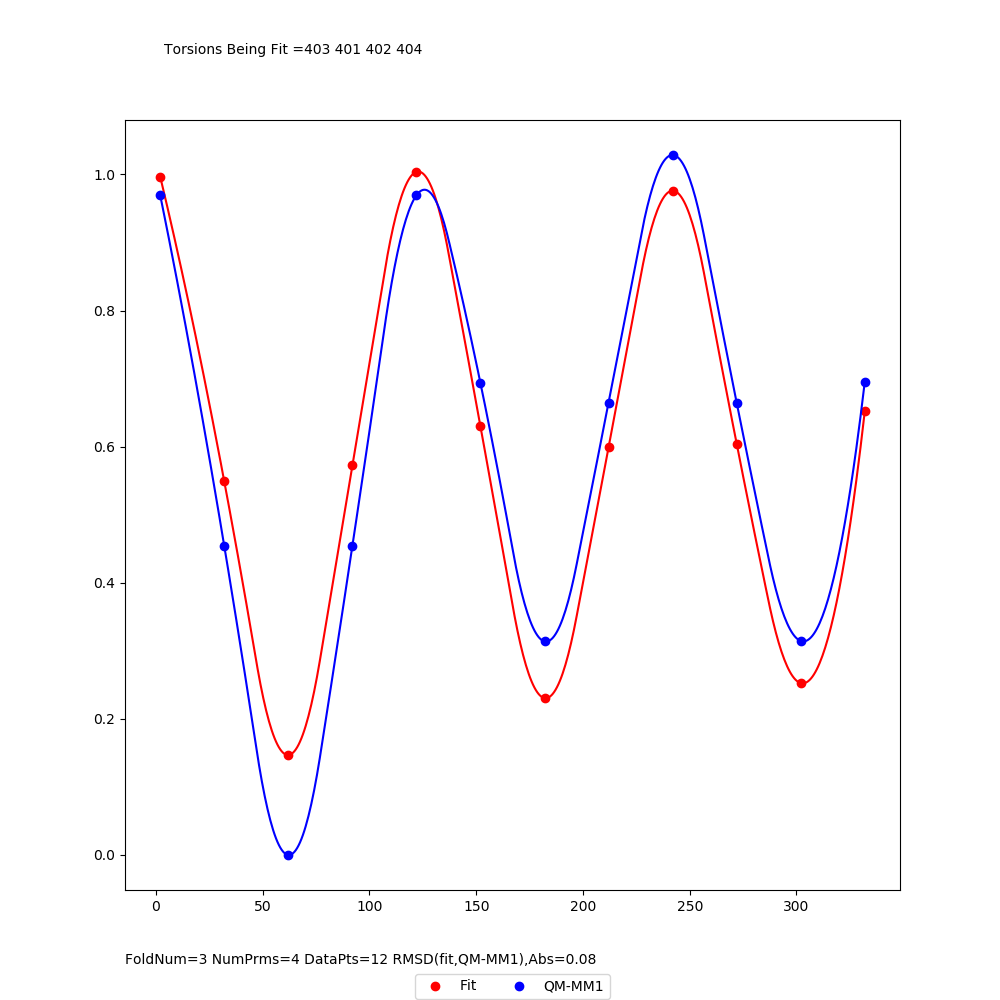 Torsions Being Fit =403 401 402 404
1.0
0.8
0.6
0.4
0.2
0.0
0 50 100 150 200 250 300
FoldNum=3 NumPrms=4 DataPts=12 RMSD(fit,QM-MM1),Abs=0.08
Fit QM-MM1